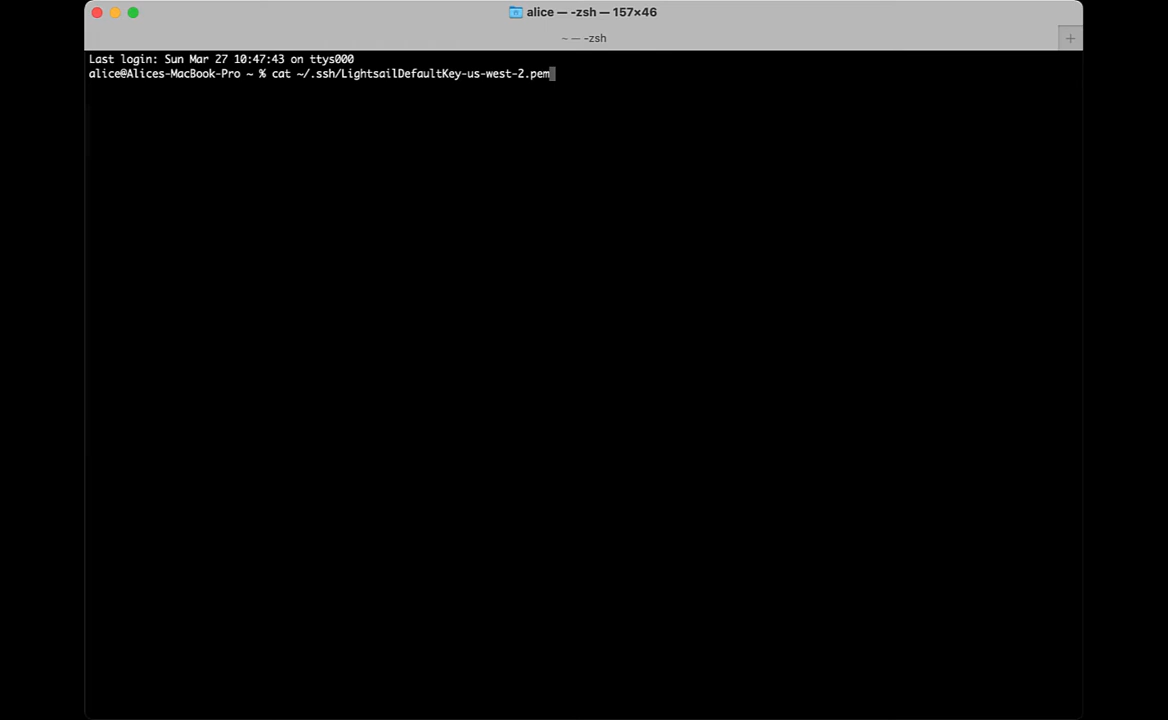 alice — -zsh — 157×46
~ — -zsh
Last login: Sun Mar 27 10:47:43 on ttys000
alice@Alices-MacBook-Pro ~ % cat ~/.ssh/LightsailDefaultKey-us-west-2.pem